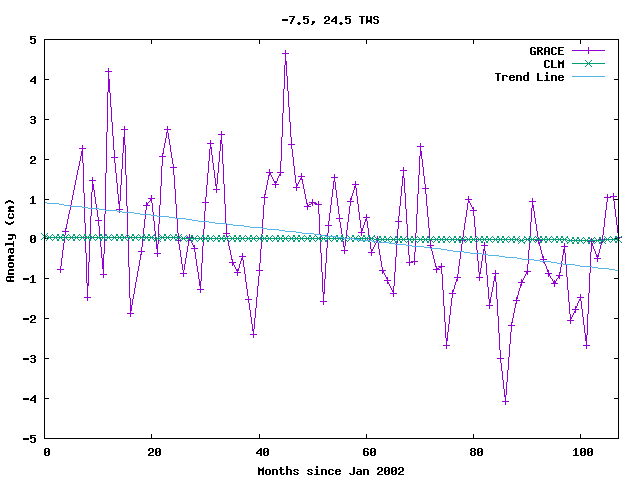 -7.5, 24.5 TWS
GRACE
CLM
Trend Line
5
4
3
2
1
0
-1
-2
-3
-4
-5
Anomaly (cm)
0 20 40 60 80 100
Months since Jan 2002